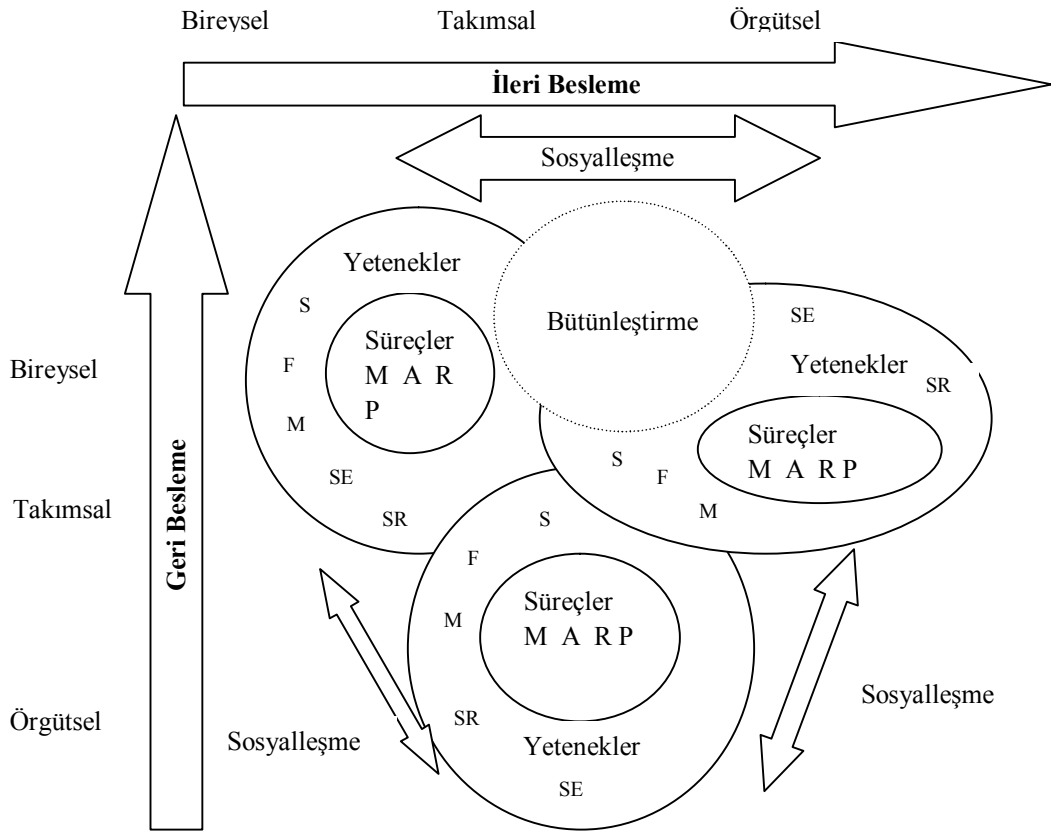 Bireysel Takımsal Örgütsel
İleri Besleme
Sosyalleşme
Yetenekler
S
Süreçler
M A R
P
F
M
SE
SR
Bütünleştirme
SE
Yetenekler
SR
Süreçler
M A R P
S
F
M
Bireysel
Takımsal
Örgütsel
Geri Besleme
S
F
Süreçler
M A R P
M
SR
Yetenekler
SE
Sosyalleşme
Sosyalleşme